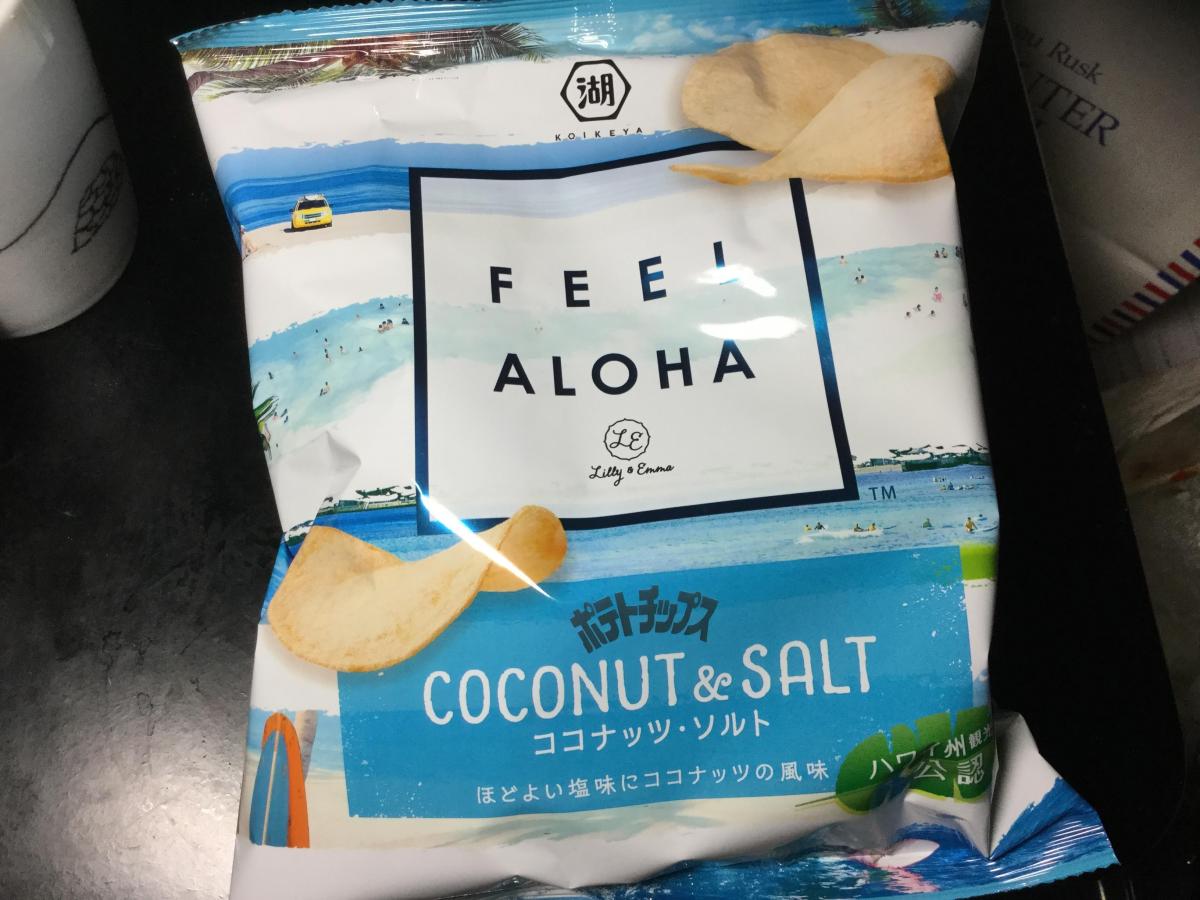 湖
KOIKEYA
FEEL
ALOHA
LE
Lilly & Emma
TM
ポテトチップス
COCONUT & SALT
ココナッツ・ソルト
ほどよい塩味にココナッツの風味
ハワイ州観光
公認
Rusk